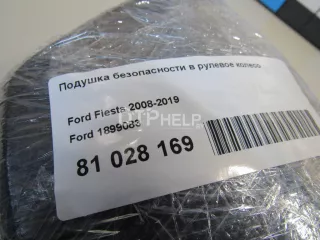 Подушка безопасности в рулевое колесо
Ford Fiesta 2008-2019
Ford 1899083
81 028 169